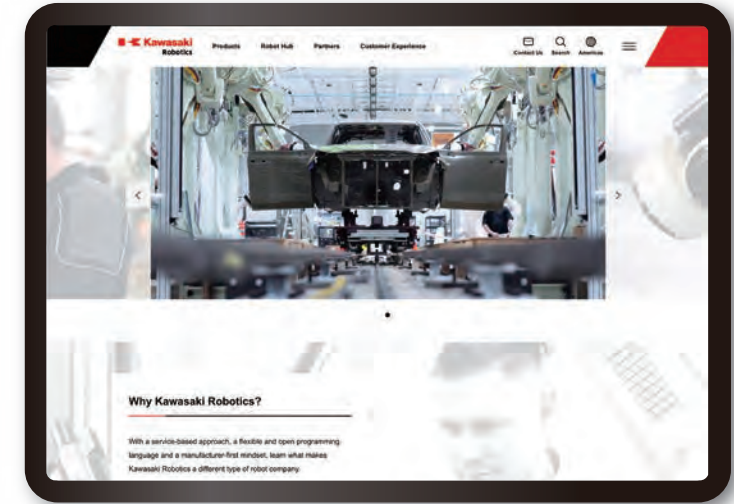 Kawasaki
Robotics
Products
Robot Hub
Partners
Customer Experience
Contact Us
Search
Americas
Why Kawasaki Robotics?
With a service-based approach, a flexible and open programming
language and a manufacturer-first mindset, learn what makes
Kawasaki Robotics a different type of robot company.